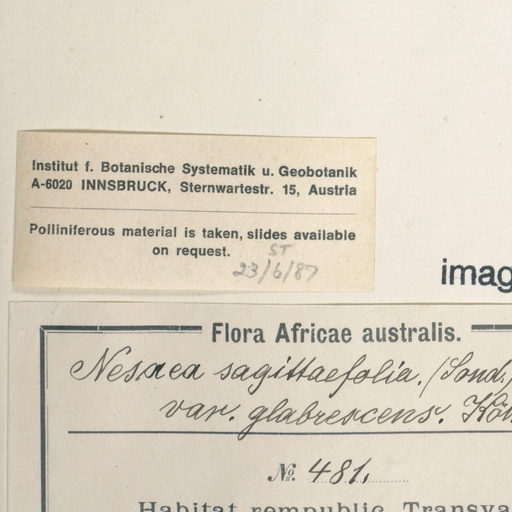 Institut f. Botanische Systematik u. Geobotanik
A-6020 INNSBRUCK, Sternwartestr. 15, Austria
Polliniferous material is taken, slides available
on request.
ST
23/6/87
imag
Flora Africae australis.
Nesaea sagittaefolia. (Sond.)
var. glabrescens. Kö
No. 481.
Habitat rempublic. Transva